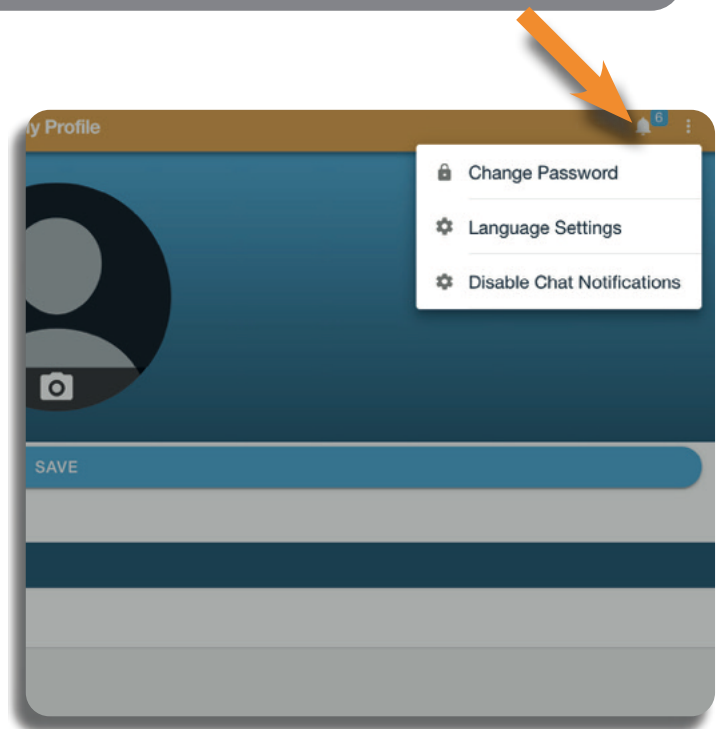 y Profile
6
Change Password
Language Settings
Disable Chat Notifications
SAVE